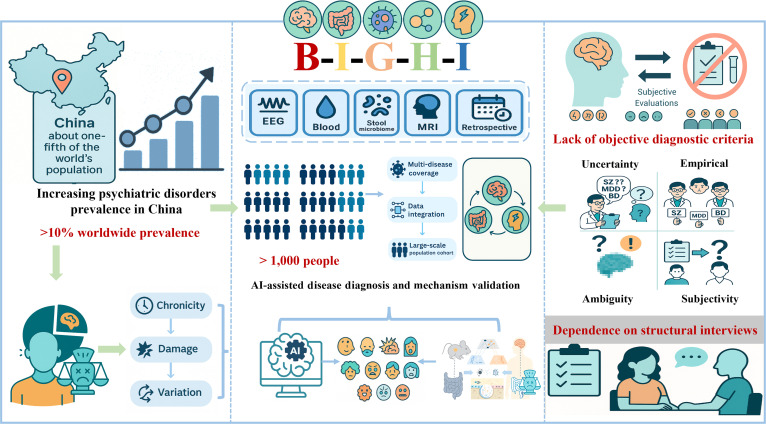 China
about one-
fifth of the
world's
population
Increasing psychiatric disorders
prevalence in China
>10% worldwide prevalence
Chronicity
Damage
Variation
B-I-G-H-I
EEG
Blood
Stool
microbiome
MRI
Retrospective
Multi-disease
coverage
Data
integration
Large-scale
population cohort
> 1,000 people
AI-assisted disease diagnosis and mechanism validation
AI
Subjective
Evaluations
Lack of objective diagnostic criteria
Uncertainty
Empirical
SZ??
MDD?
BD
?
?
SZ
MDD
BD
?
!
?
Ambiguity
Subjectivity
Dependence on structural interviews